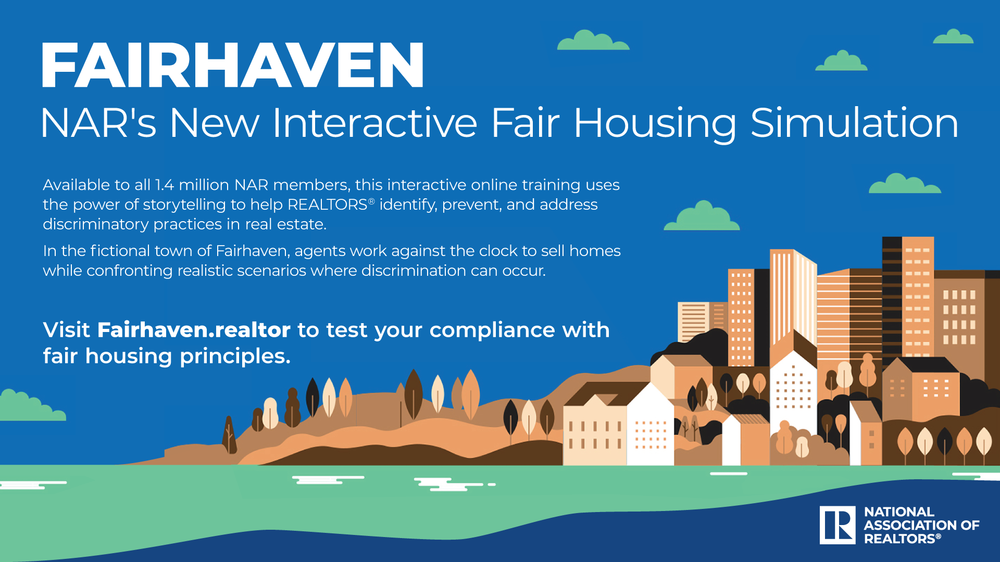 FAIRHAVEN
NAR's New Interactive Fair Housing Simulation
Available to all 1.4 million NAR members, this interactive online training uses
the power of storytelling to help REALTORS® identify, prevent, and address
discriminatory practices in real estate.
In the fictional town of Fairhaven, agents work against the clock to sell homes
while confronting realistic scenarios where discrimination can occur.
Visit Fairhaven.realtor to test your compliance with
fair housing principles.
NATIONAL
ASSOCIATION OF
REALTORS®